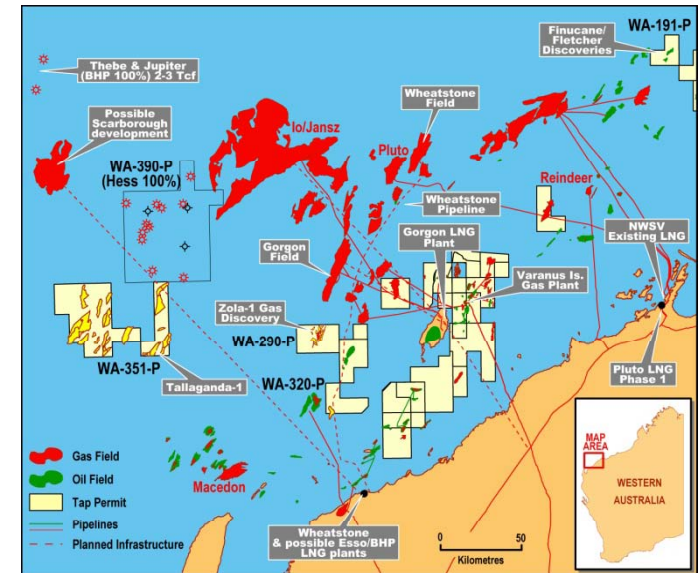 WA-191-P
Finucane/
Fletcher
Discoveries
Thebe & Jupiter
(BHP 100%) 2-3 Tcf
Possible
Scarborough
development
Wheatstone
Field
Io/Jansz
Pluto
WA-390-P
(Hess 100%)
Reindeer
Wheatstone
Pipeline
NWSV
Existing LNG
Gorgon LNG
Plant
Gorgon
Field
Varanus Is.
Gas Plant
Zola-1 Gas
Discovery
WA-290-P
Pluto LNG
Phase 1
WA-351-P
Tallaganda-1
WA-320-P
MAP
AREA
WESTERN
AUSTRALIA
Gas Field
Oil Field
Tap Permit
Pipelines
Planned Infrastructure
Macedon
Wheatstone
& possible Esso/BHP
LNG plants
0 50
Kilometres